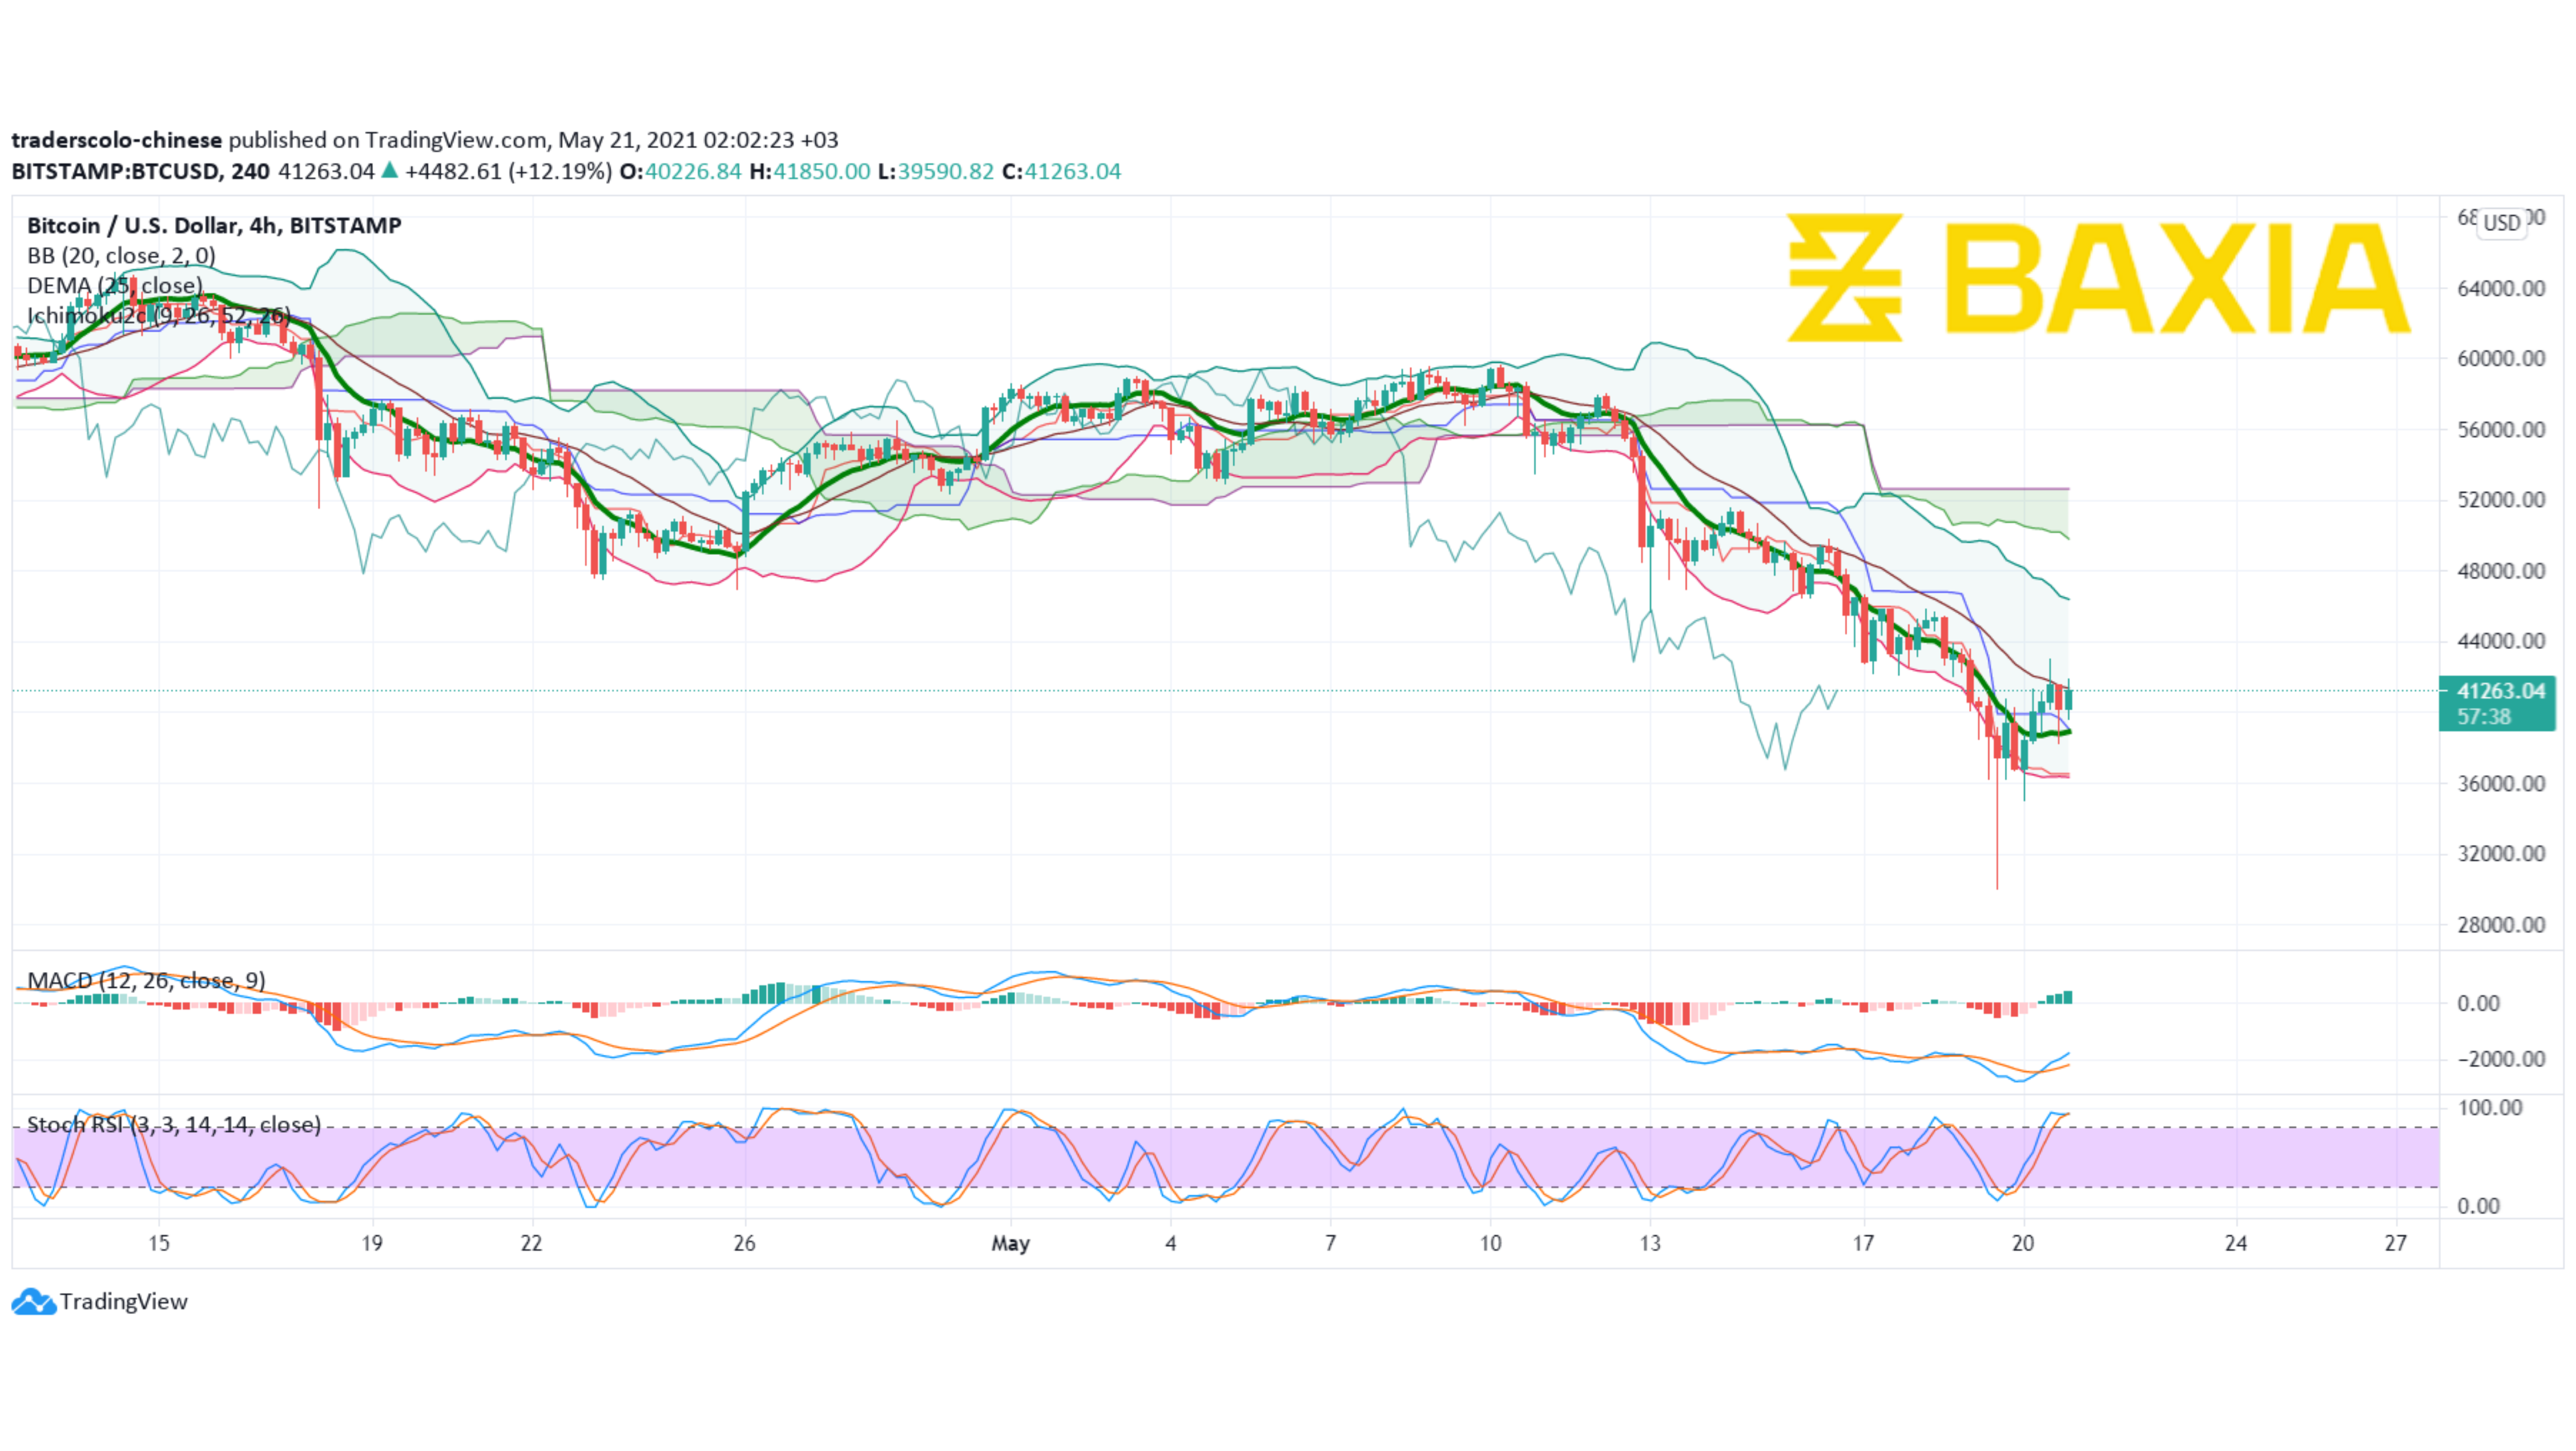 traderscolo-chinese published on TradingView.com, May 21, 2021 02:02:23 +03
BITSTAMP:BTCUSD, 240 41263.04 ▲ +4482.61 (+12.19%) O:40226.84 H:41850.00 L:39590.82 C:41263.04
Bitcoin / U.S. Dollar, 4h, BITSTAMP
BB (20, close, 2, 0)
DEMA (25, close)
Ichimoku2c (9, 26, 52, 26)
BAXIA
USD
64000.00
60000.00
56000.00
52000.00
48000.00
44000.00
41263.04
57:38
36000.00
32000.00
28000.00
MACD (12, 26, close, 9)
0.00
−2000.00
Stoch RSI (3, 3, 14, 14, close)
100.00
0.00
15 19 22 26 May 4 7 10 13 17 20 24 27
TradingView